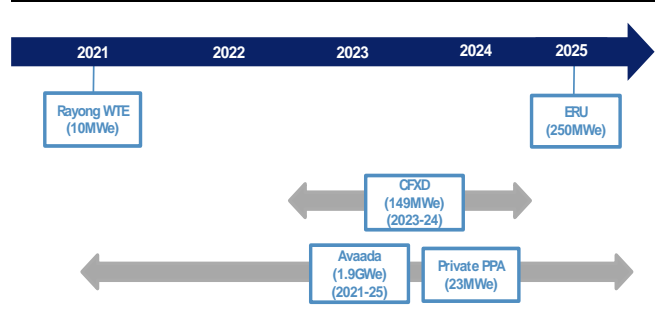 2021 2022 2023 2024 2025
Rayong WTE
(10MWe)
ERU
(250MWe)
CFXD
(149MWe)
(2023-24)
Avaada
(1.9GWe)
(2021-25)
Private PPA
(23MWe)